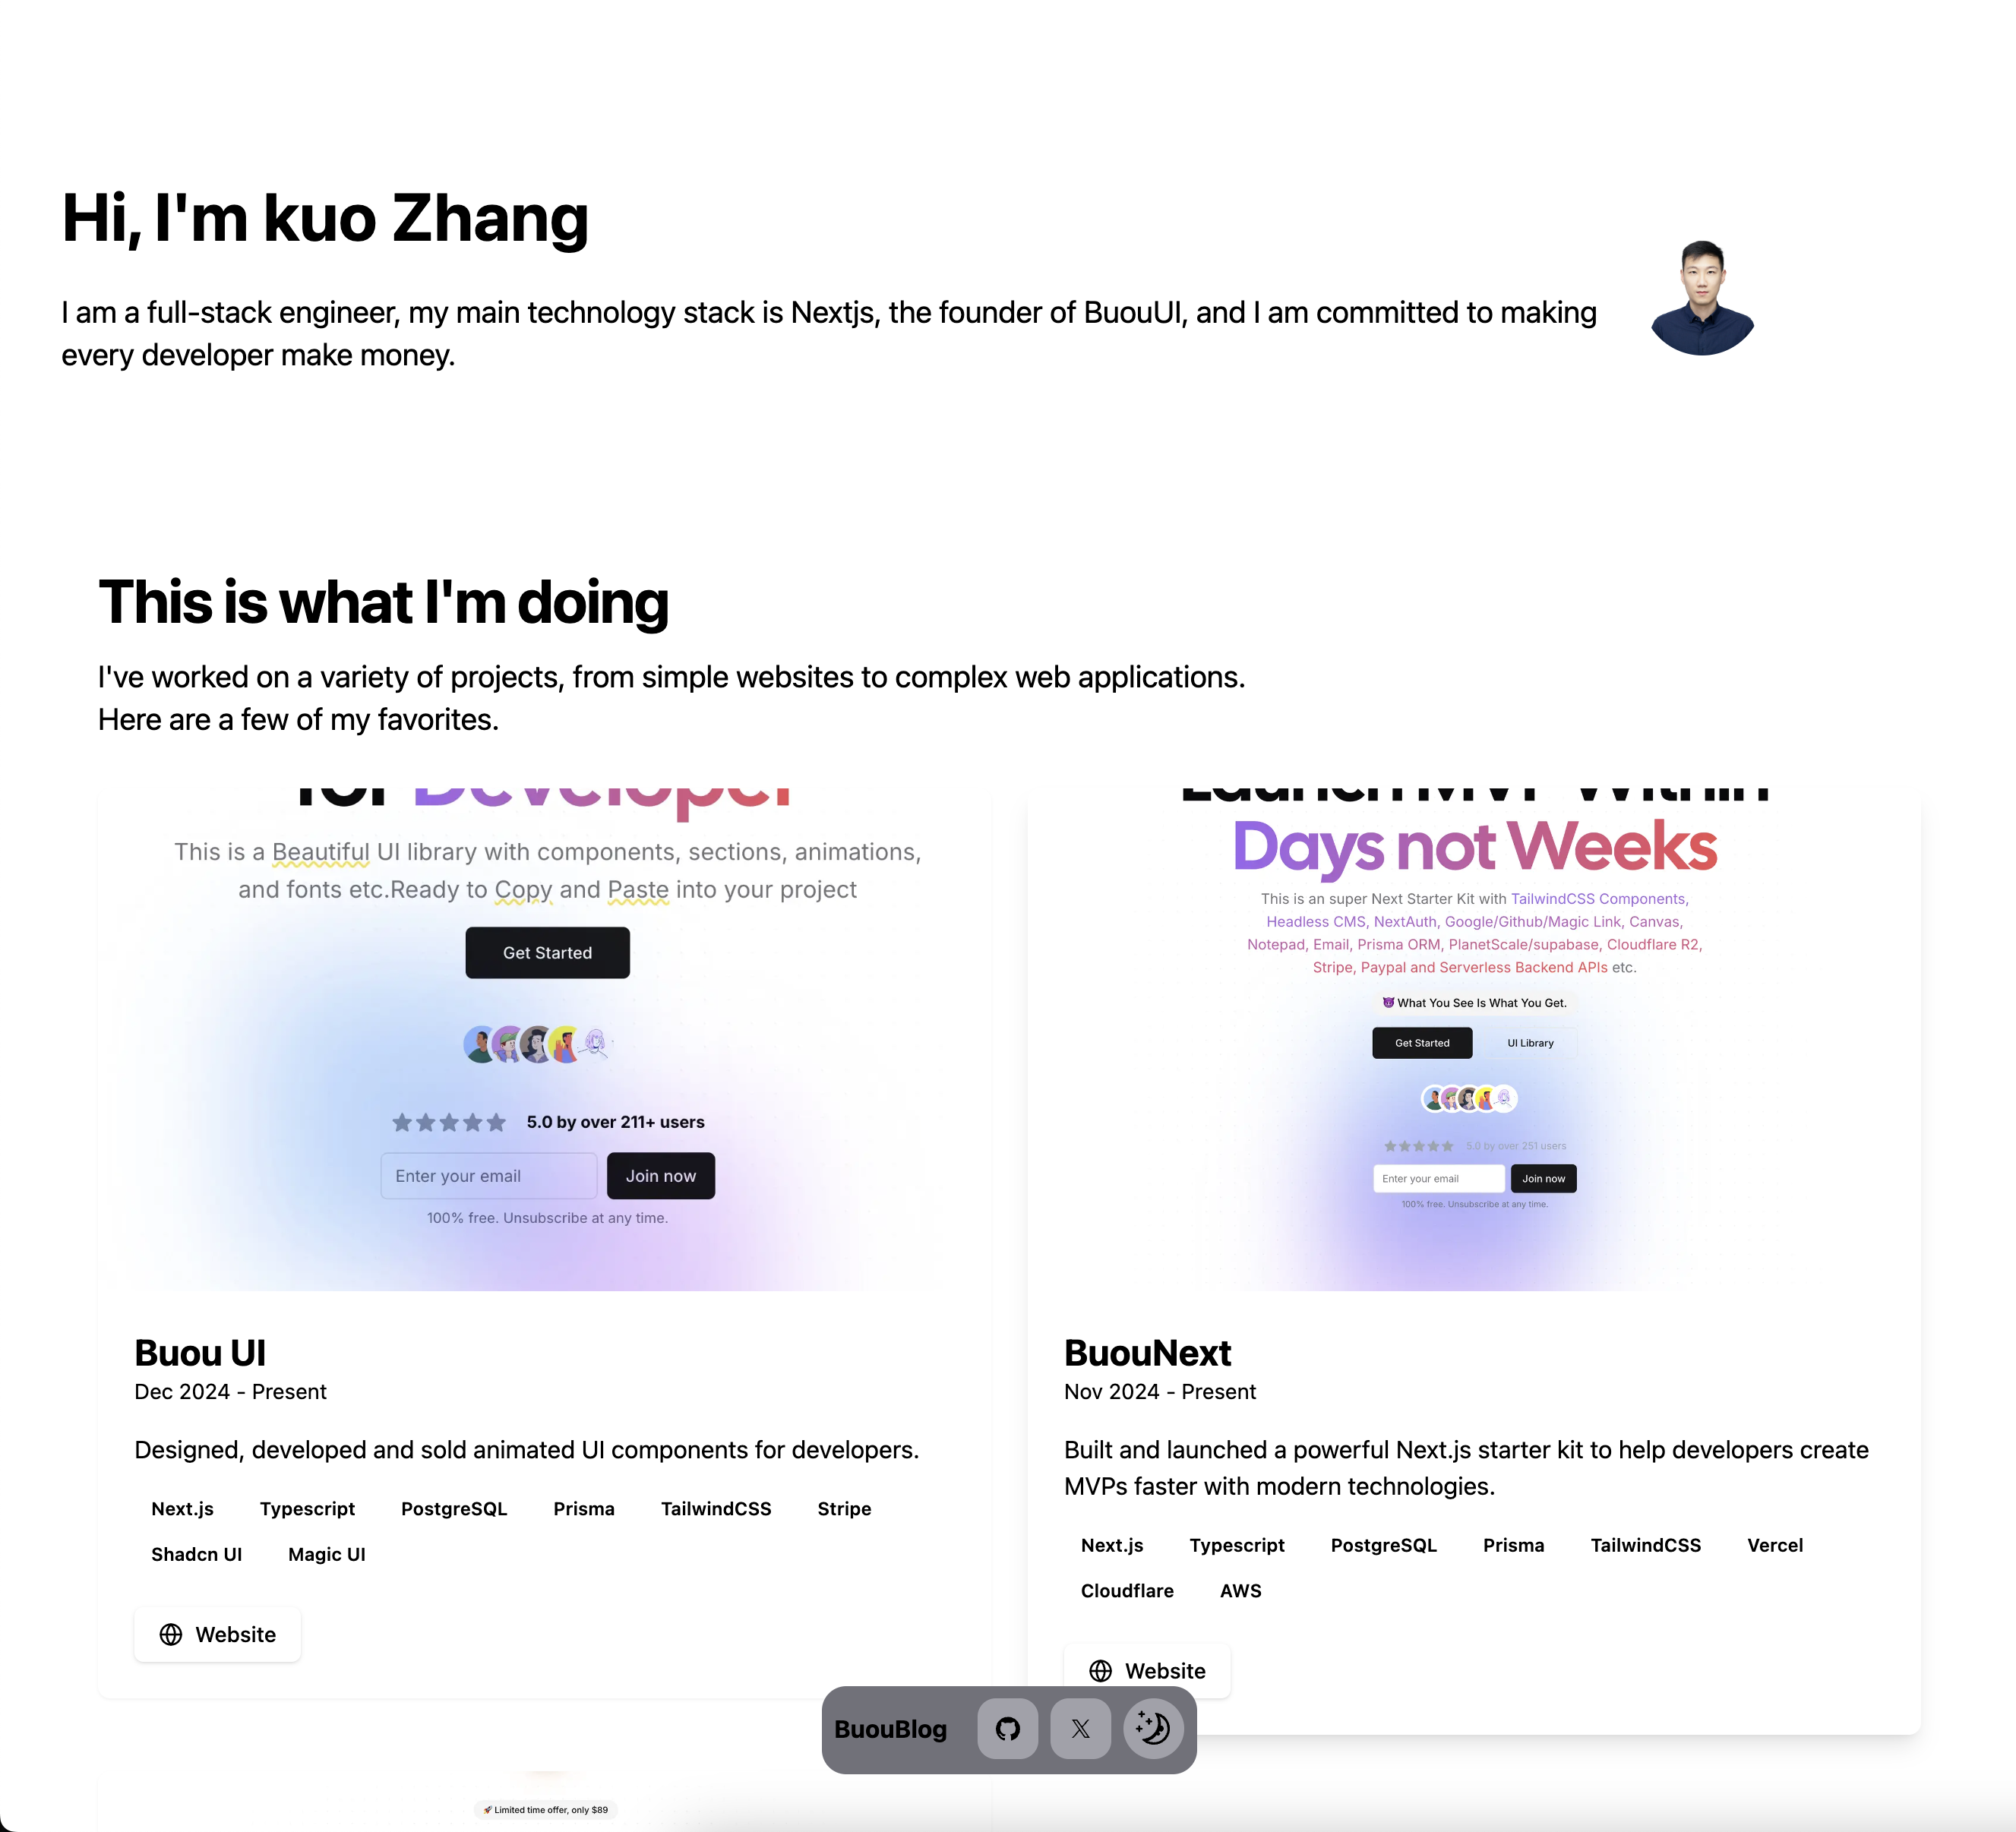 Hi, I'm kuo Zhang
I am a full-stack engineer, my main technology stack is Nextjs, the founder of BuouUI, and I am committed to making
every developer make money.
This is what I'm doing
I've worked on a variety of projects, from simple websites to complex web applications.
Here are a few of my favorites.
for Developer
This is a Beautiful UI library with components, sections, animations,
and fonts etc.Ready to Copy and Paste into your project
Get Started
5.0 by over 211+ users
Enter your email
Join now
100% free. Unsubscribe at any time.
Buou UI
Dec 2024 - Present
Designed, developed and sold animated UI components for developers.
Next.js Typescript PostgreSQL Prisma TailwindCSS Stripe
Shadcn UI Magic UI
Website
Launch MVP Within
Days not Weeks
This is an super Next Starter Kit with TailwindCSS Components,
Headless CMS, NextAuth, Google/Github/Magic Link, Canvas,
Notepad, Email, Prisma ORM, PlanetScale/supabase, Cloudflare R2,
Stripe, Paypal and Serverless Backend APIs etc.
😈 What You See Is What You Get.
Get Started UI Library
5.0 by over 251 users
Enter your email
Join now
100% free. Unsubscribe at any time.
BuouNext
Nov 2024 - Present
Built and launched a powerful Next.js starter kit to help developers create
MVPs faster with modern technologies.
Next.js Typescript PostgreSQL Prisma TailwindCSS Vercel
Cloudflare AWS
Website
BuouBlog
🚀 Limited time offer, only $89